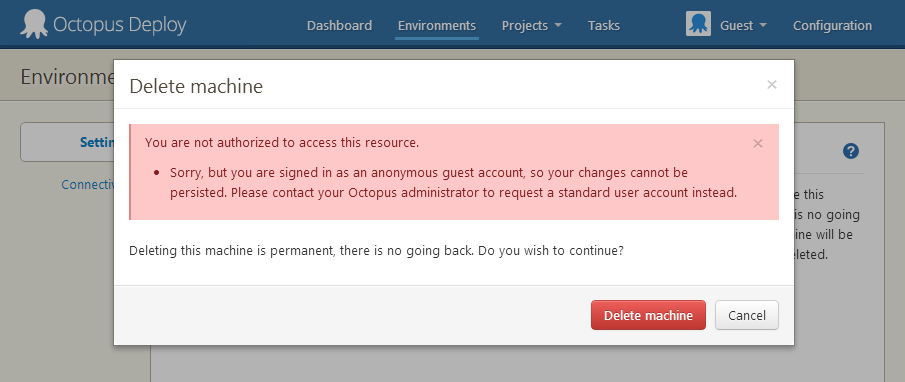 Octopus Deploy
Dashboard
Environments
Projects
Tasks
Guest
Configuration
Environme
Delete machine
×
You are not authorized to access this resource.
×
• Sorry, but you are signed in as an anonymous guest account, so your changes cannot be
persisted. Please contact your Octopus administrator to request a standard user account instead.
Deleting this machine is permanent, there is no going back. Do you wish to continue?
Delete machine
Cancel
Settin
Connectiv
?
e this
is no going
ine will be
leted.